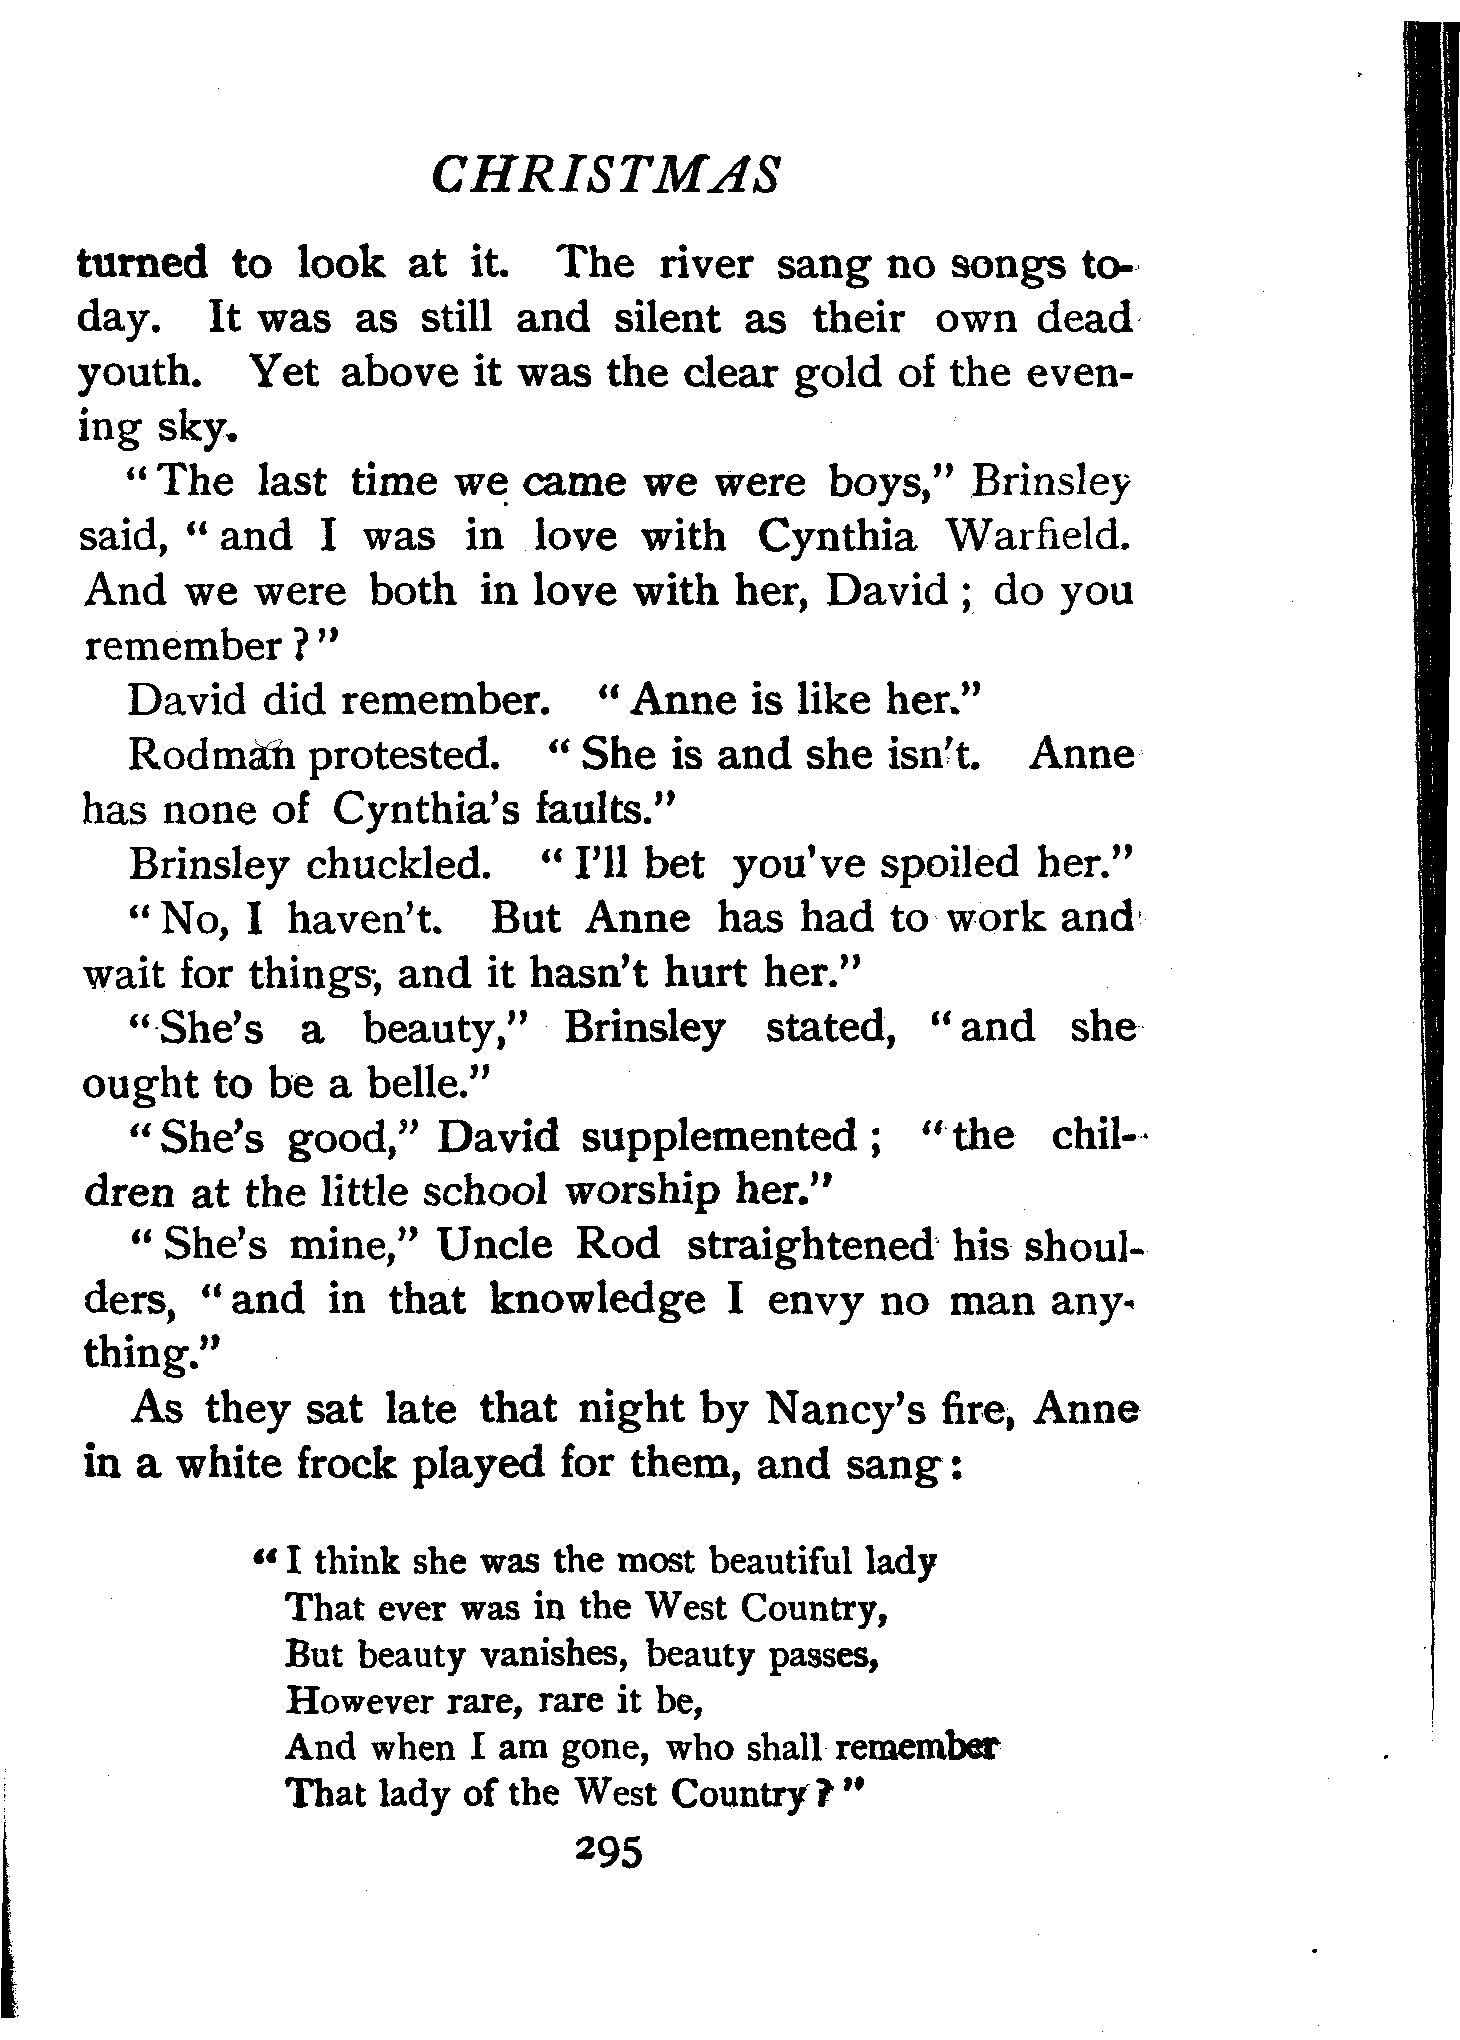 CHRISTMAS
turned to look at it. The river sang no songs to-
day. It was as still and silent as their own dead
youth. Yet above it was the clear gold of the even-
ing sky.
"The last time we came we were boys," Brinsley
said, "and I was in love with Cynthia Warfield.
And we were both in love with her, David; do you
remember?"
David did remember. "Anne is like her."
Rodman protested. "She is and she isn't. Anne
has none of Cynthia's faults."
Brinsley chuckled. "I'll bet you've spoiled her."
"No, I haven't. But Anne has had to work and
wait for things, and it hasn't hurt her."
"She's a beauty," Brinsley stated, "and she
ought to be a belle."
"She's good," David supplemented; "the chil-
dren at the little school worship her."
"She's mine," Uncle Rod straightened his shoul-
ders, "and in that knowledge I envy no man any-
thing."
As they sat late that night by Nancy's fire, Anne
in a white frock played for them, and sang:
"I think she was the most beautiful lady
That ever was in the West Country,
But beauty vanishes, beauty passes,
However rare, rare it be,
And when I am gone, who shall remember
That lady of the West Country?"
295